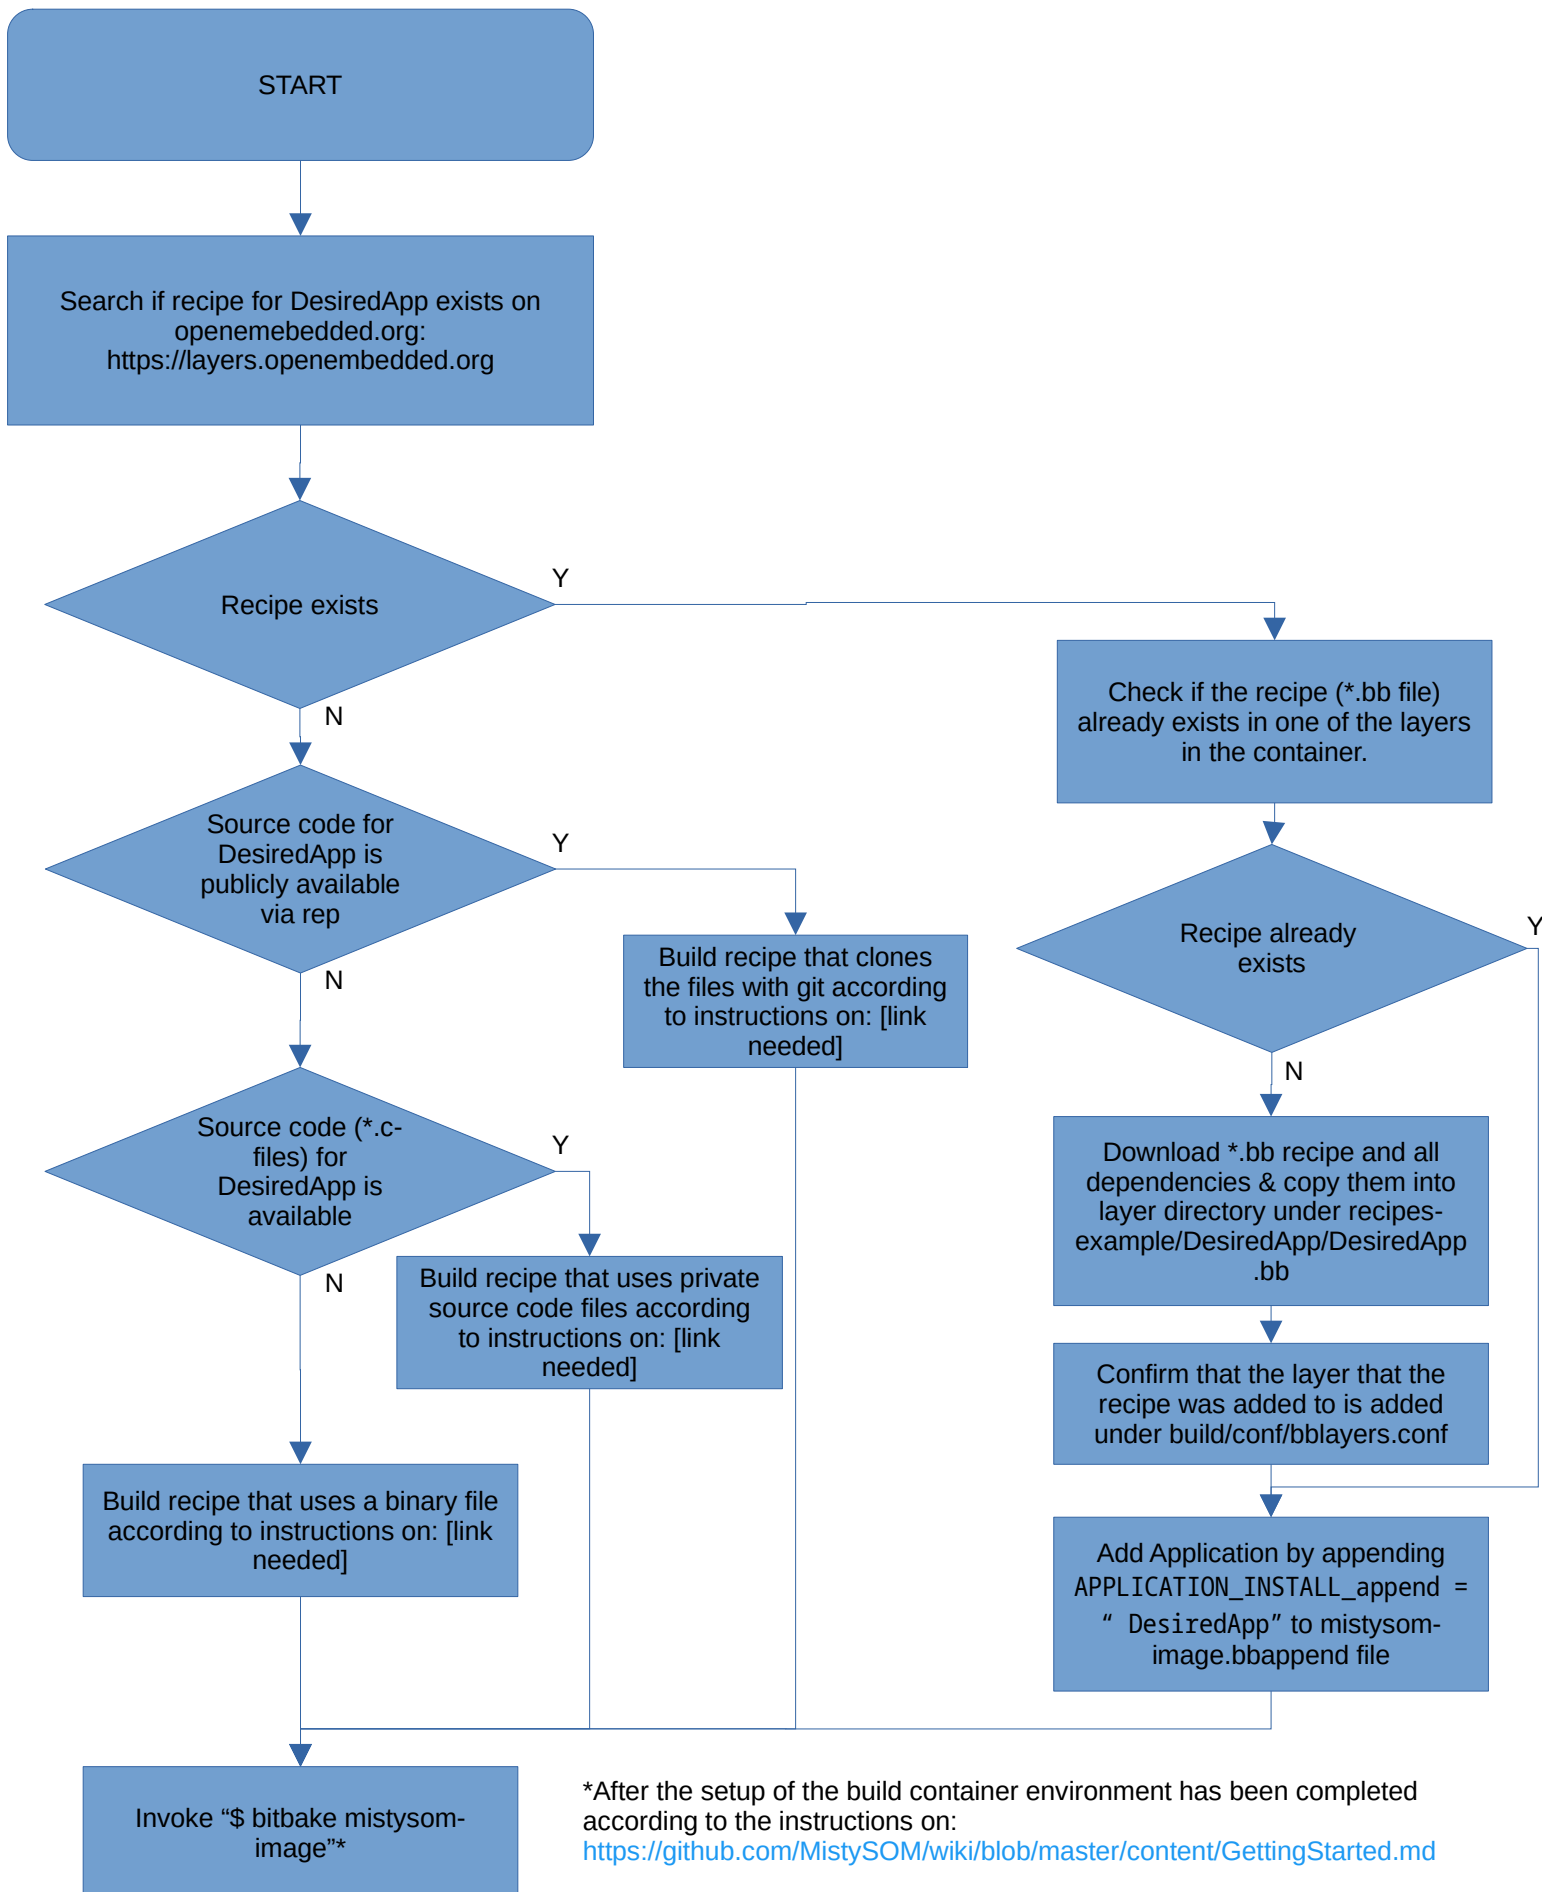 START
Search if recipe for DesiredApp exists on
openemebedded.org:
https://layers.openembedded.org
Recipe exists
Y
N
Check if the recipe (*.bb file)
already exists in one of the layers
in the container.
Source code for
DesiredApp is
publicly available
via rep
Y
N
Build recipe that clones
the files with git according
to instructions on: [link
needed]
Recipe already
exists
Y
N
Source code (*.c-
files) for
DesiredApp is
available
Y
N
Build recipe that uses private
source code files according
to instructions on: [link
needed]
Download *.bb recipe and all
dependencies & copy them into
layer directory under recipes-
example/DesiredApp/DesiredApp
.bb
Confirm that the layer that the
recipe was added to is added
under build/conf/bblayers.conf
Build recipe that uses a binary file
according to instructions on: [link
needed]
Add Application by appending
APPLICATION_INSTALL_append =
“ DesiredApp” to mistysom-
image.bbappend file
Invoke “$ bitbake mistysom-
image”*
*After the setup of the build container environment has been completed
according to the instructions on:
https://github.com/MistySOM/wiki/blob/master/content/GettingStarted.md